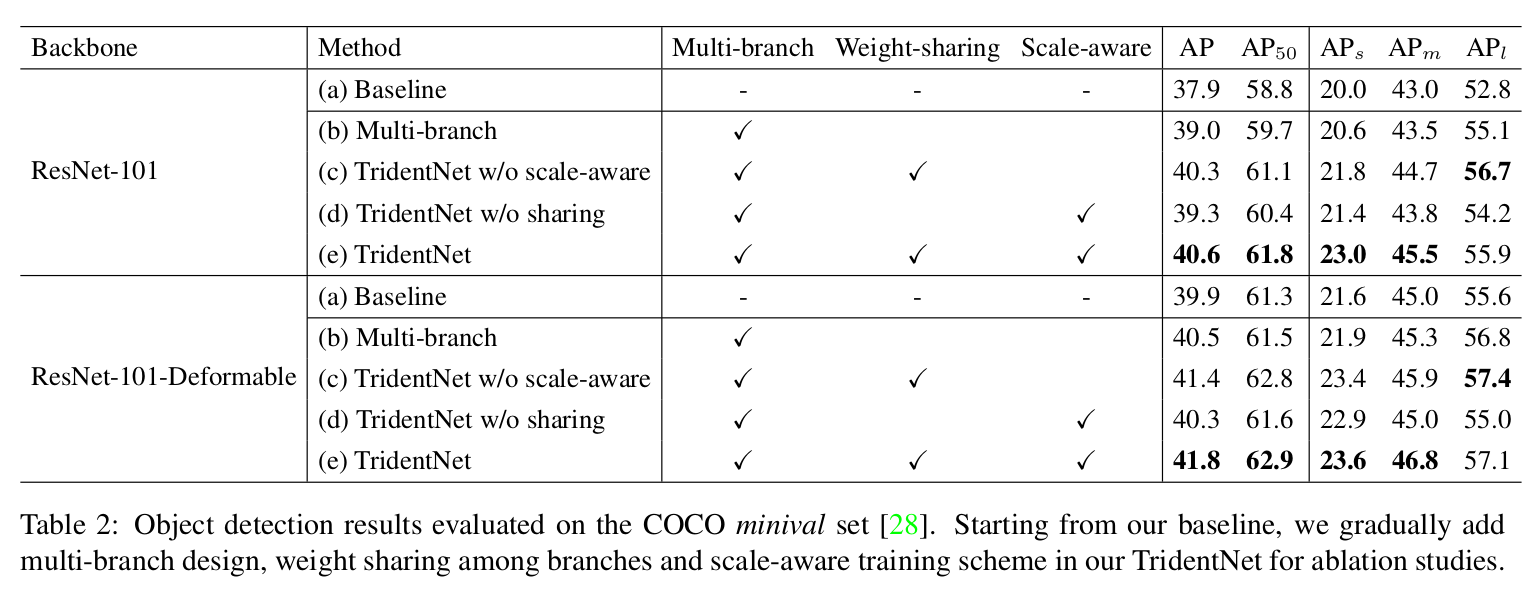 Backbone Method Multi-branch Weight-sharing Scale-aware AP AP50 APs APm APl
(a) Baseline - - - 37.9 58.8 20.0 43.0 52.8
(b) Multi-branch ✓ 39.0 59.7 20.6 43.5 55.1
ResNet-101 (c) TridentNet w/o scale-aware ✓ ✓ 40.3 61.1 21.8 44.7 56.7
(d) TridentNet w/o sharing ✓ ✓ 39.3 60.4 21.4 43.8 54.2
(e) TridentNet ✓ ✓ ✓ 40.6 61.8 23.0 45.5 55.9
(a) Baseline - - - 39.9 61.3 21.6 45.0 55.6
(b) Multi-branch ✓ 40.5 61.5 21.9 45.3 56.8
ResNet-101-Deformable (c) TridentNet w/o scale-aware ✓ ✓ 41.4 62.8 23.4 45.9 57.4
(d) TridentNet w/o sharing ✓ ✓ 40.3 61.6 22.9 45.0 55.0
(e) TridentNet ✓ ✓ ✓ 41.8 62.9 23.6 46.8 57.1
Table 2: Object detection results evaluated on the COCO minival set [28]. Starting from our baseline, we gradually add
multi-branch design, weight sharing among branches and scale-aware training scheme in our TridentNet for ablation studies.